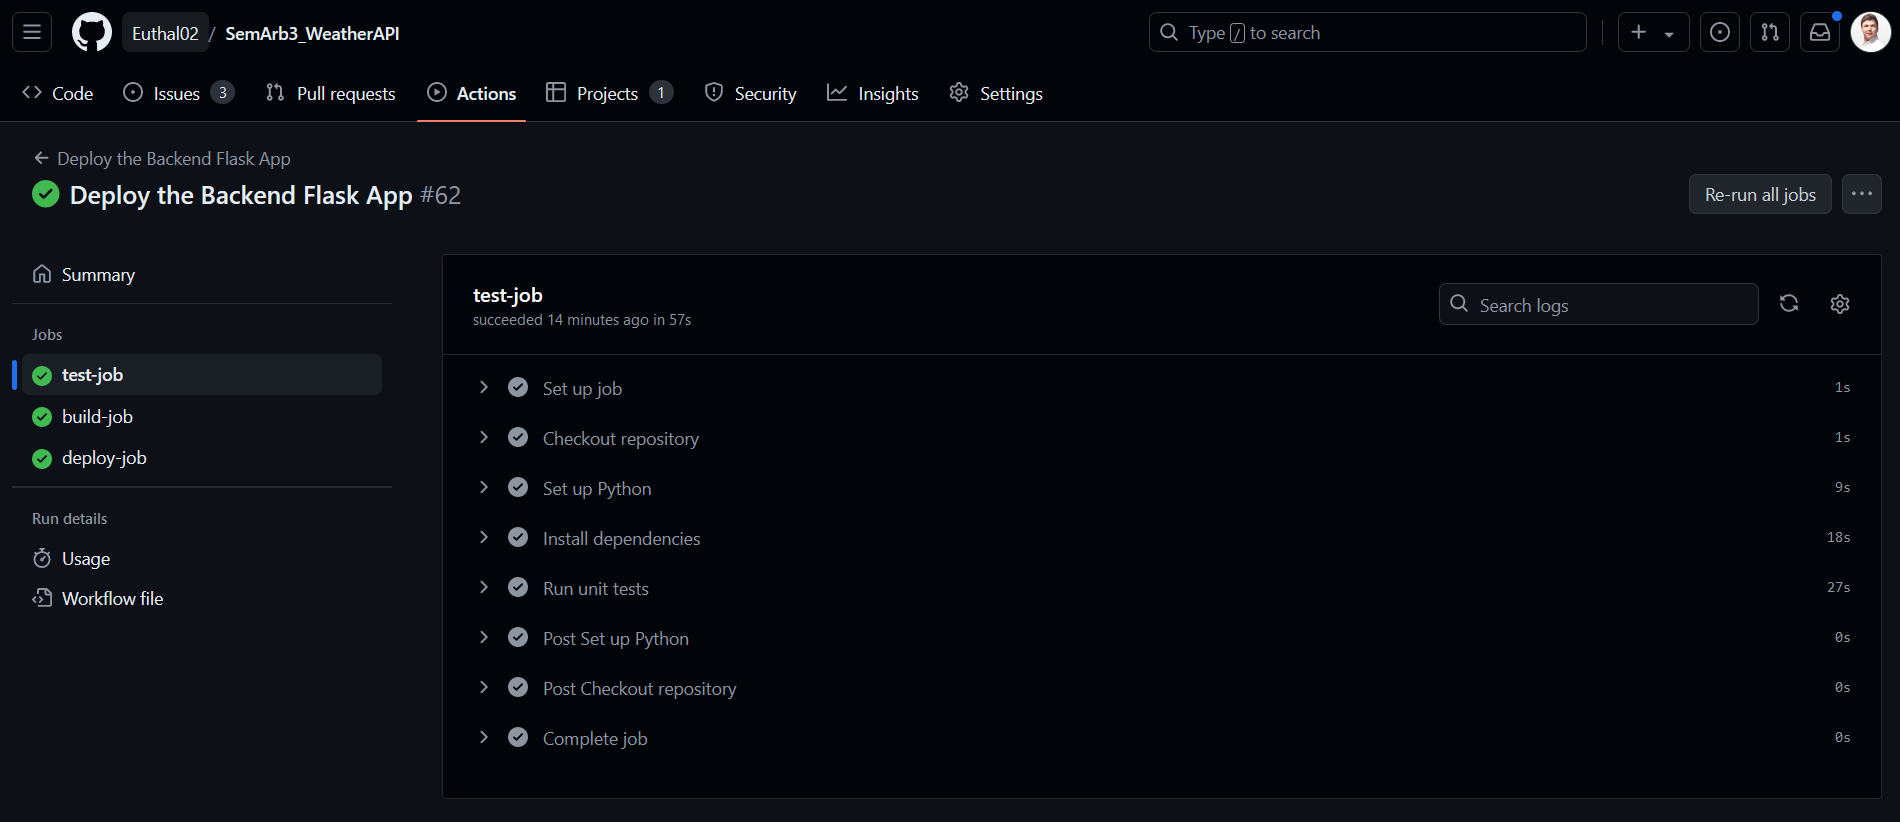 Euthal02 / SemArb3_WeatherAPI
Type / to search
Code Issues 3 Pull requests Actions Projects 1 Security Insights Settings
Deploy the Backend Flask App
Deploy the Backend Flask App #62
Re-run all jobs
Summary
Jobs
test-job
build-job
deploy-job
Run details
Usage
Workflow file
test-job
succeeded 14 minutes ago in 57s
Search logs
Set up job 1s
Checkout repository 1s
Set up Python 9s
Install dependencies 18s
Run unit tests 27s
Post Set up Python 0s
Post Checkout repository 0s
Complete job 0s